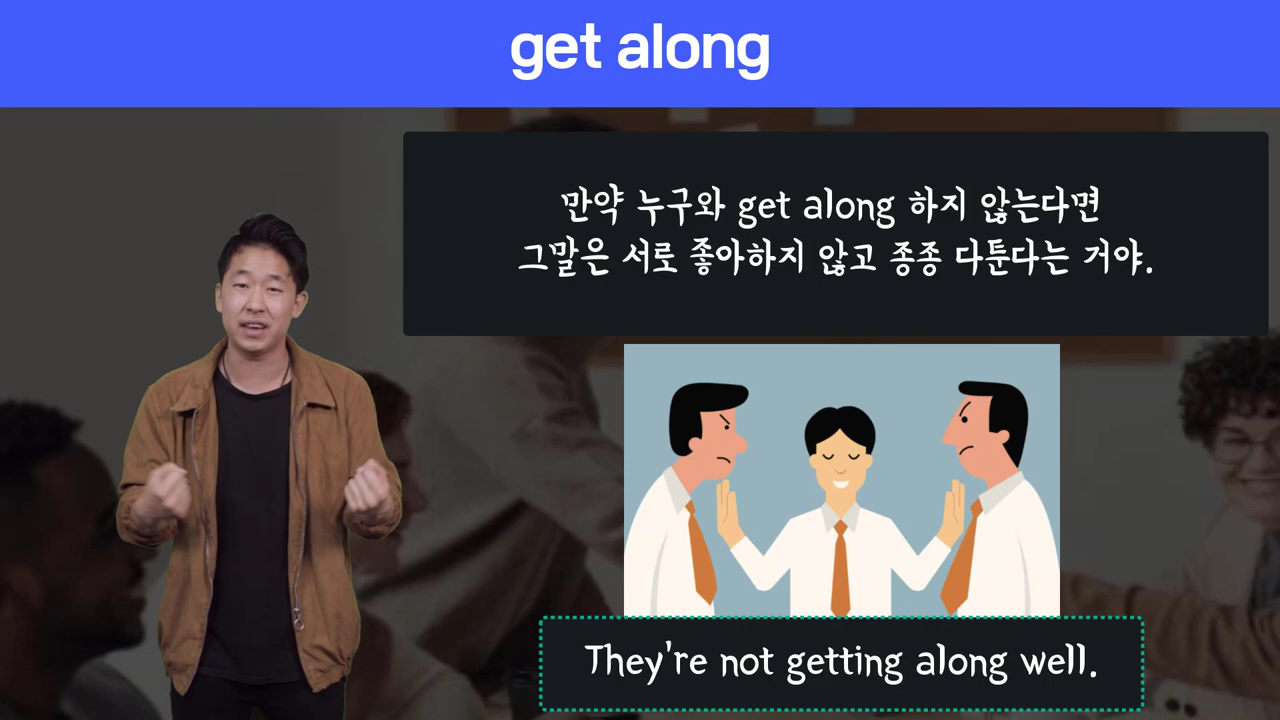 get along
만약 누구와 get along 하지 않는다면
그말은 서로 좋아하지 않고 종종 다툰다는 거야.
They're not getting along well.